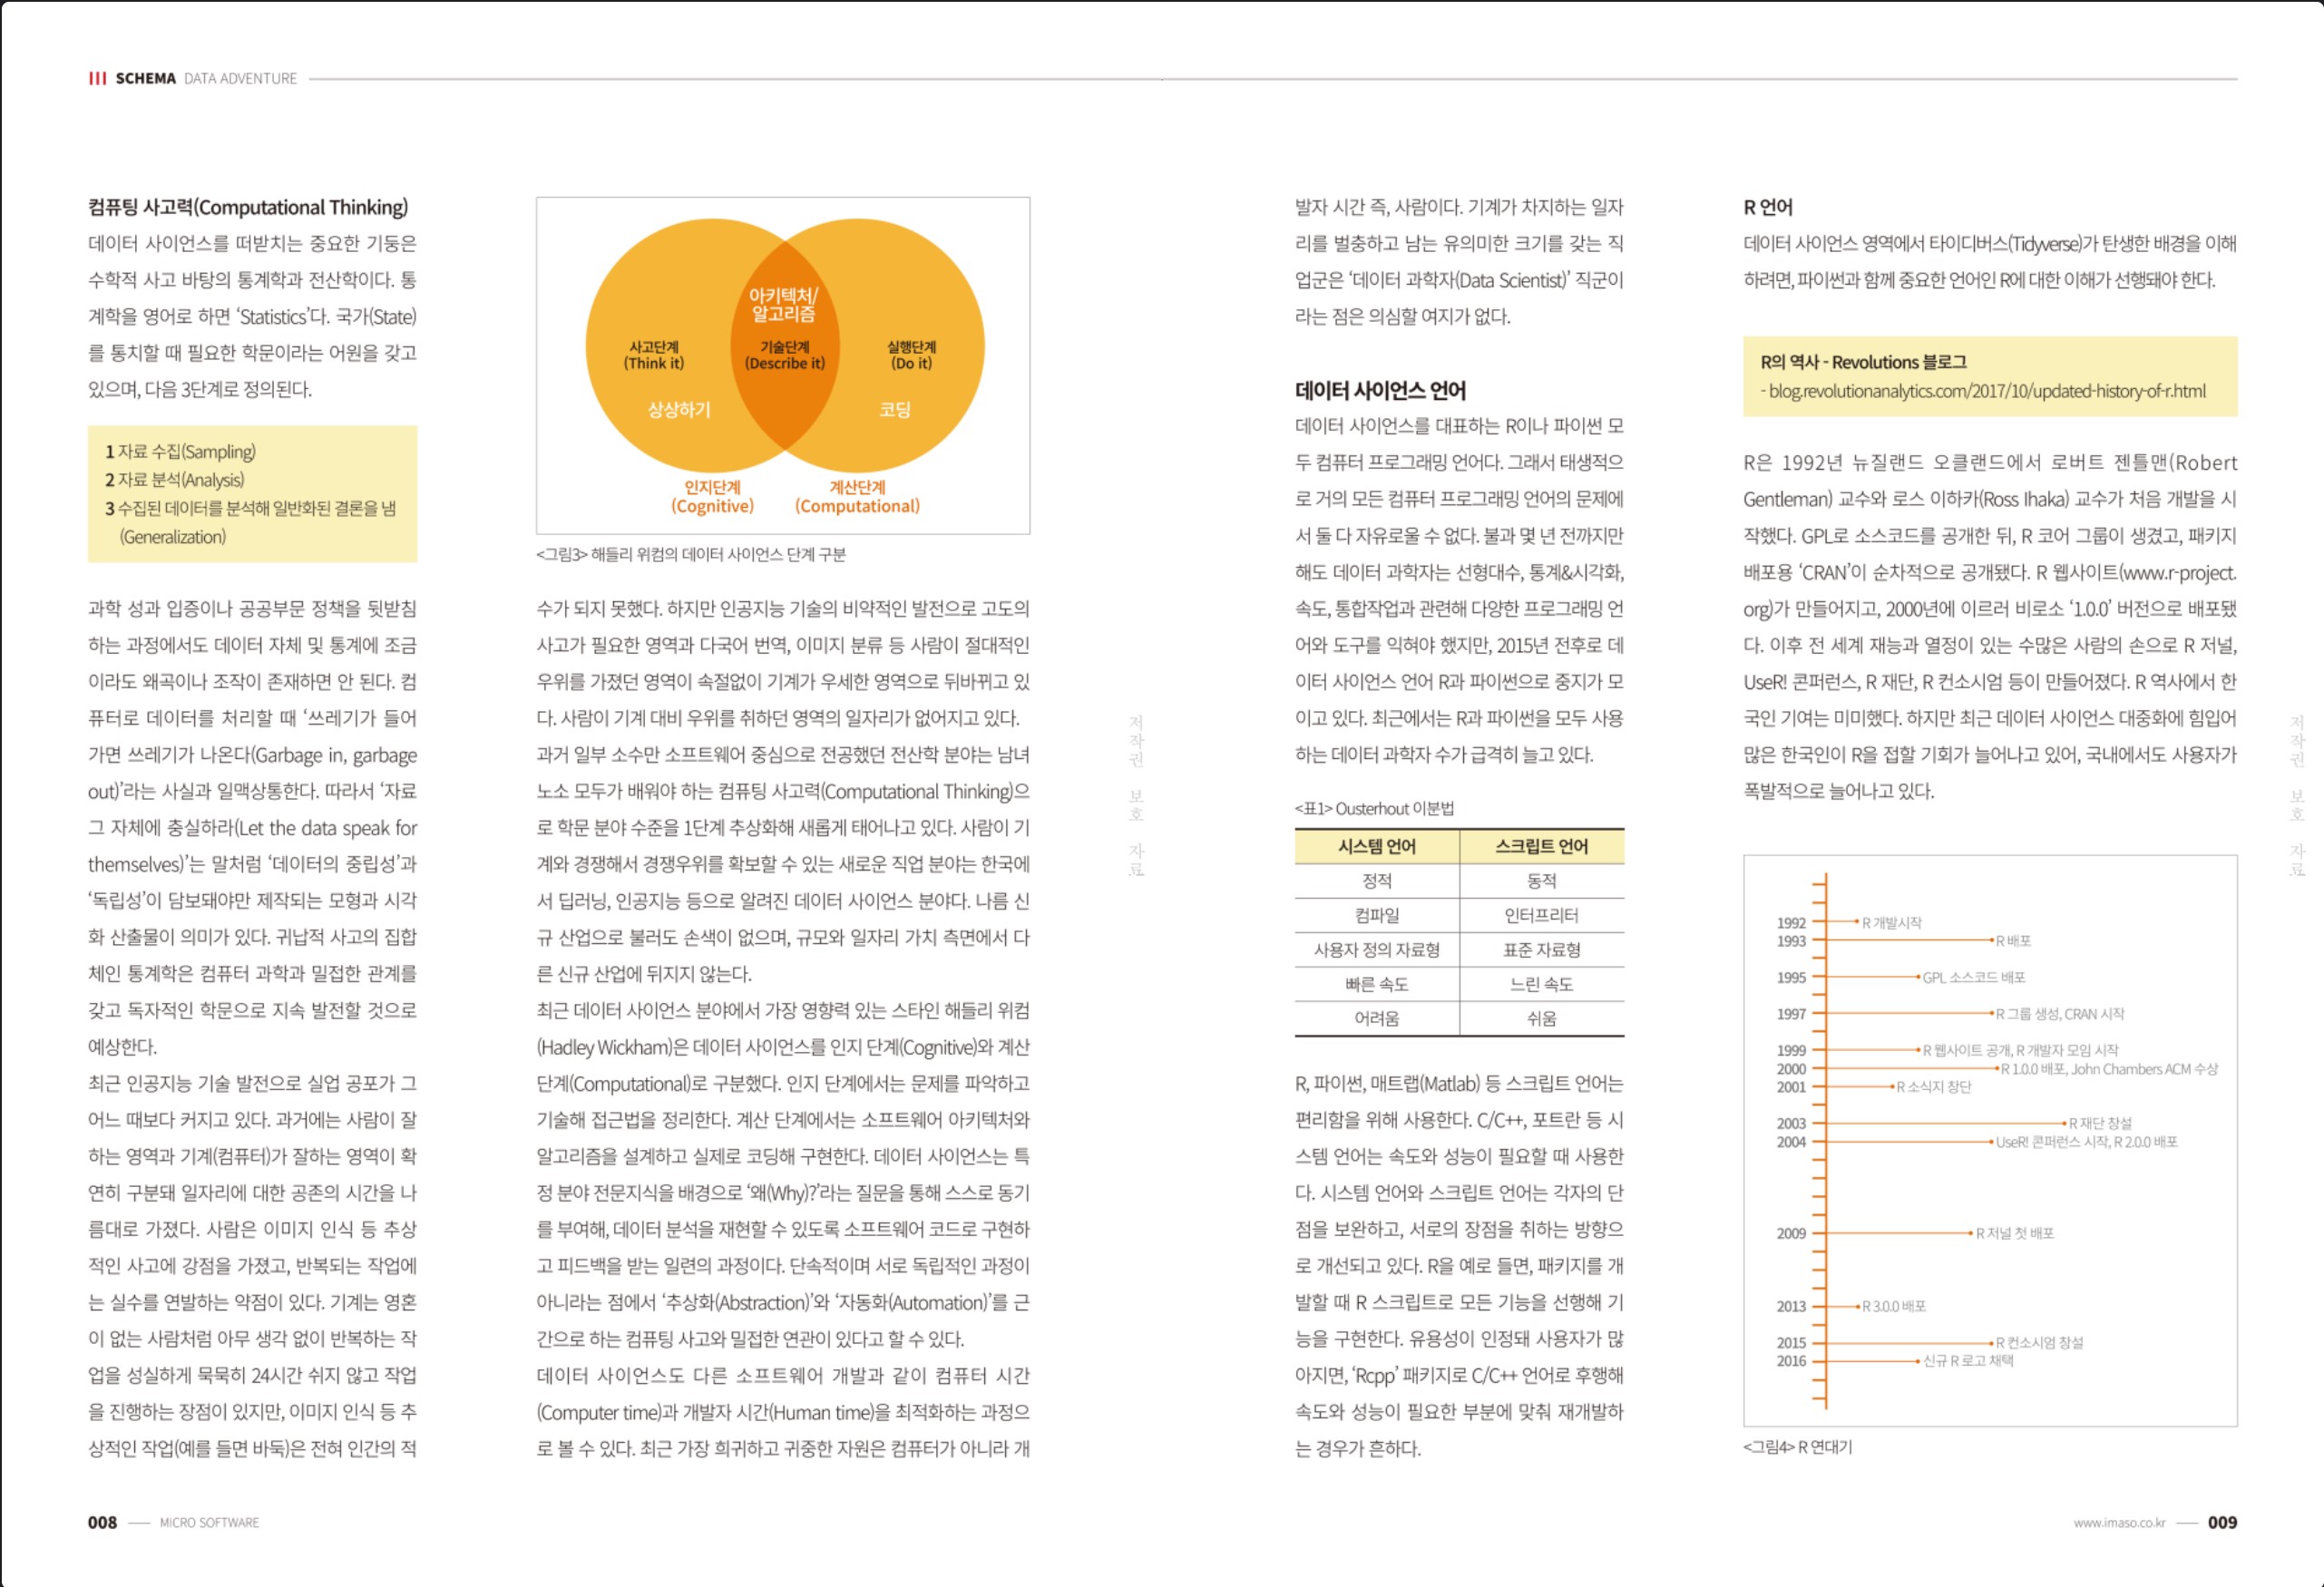 SCHEMA DATA ADVENTURE
컴퓨팅 사고력(Computational Thinking)
데이터 사이언스를 떠받치는 중요한 기둥은
수학적 사고 바탕의 통계학과 전산학이다. 통
계학을 영어로 하면 ‘Statistics’다. 국가(State)
를 통치할 때 필요한 학문이라는 어원을 갖고
있으며, 다음 3단계로 정의된다.
1 자료 수집(Sampling)
2 자료 분석(Analysis)
3 수집된 데이터를 분석해 일반화된 결론을 냄
(Generalization)
과학 성과 입증이나 공공부문 정책을 뒷받침
하는 과정에서도 데이터 자체 및 통계에 조금
이라도 왜곡이나 조작이 존재하면 안 된다. 컴
퓨터로 데이터를 처리할 때 ‘쓰레기가 들어
가면 쓰레기가 나온다(Garbage in, garbage
out)’라는 사실과 일맥상통한다. 따라서 ‘자료
그 자체에 충실하라(Let the data speak for
themselves)’는 말처럼 ‘데이터의 중립성’과
‘독립성’이 담보돼야만 제작되는 모형과 시각
화 산출물이 의미가 있다. 귀납적 사고의 집합
체인 통계학은 컴퓨터 과학과 밀접한 관계를
갖고 독자적인 학문으로 지속 발전할 것으로
예상한다.
최근 인공지능 기술 발전으로 실업 공포가 그
어느 때보다 커지고 있다. 과거에는 사람이 잘
하는 영역과 기계(컴퓨터)가 잘하는 영역이 확
연히 구분돼 일자리에 대한 공존의 시간을 나
름대로 가졌다. 사람은 이미지 인식 등 추상
적인 사고에 강점을 가졌고, 반복되는 작업에
는 실수를 연발하는 약점이 있다. 기계는 영혼
이 없는 사람처럼 아무 생각 없이 반복하는 작
업을 성실하게 묵묵히 24시간 쉬지 않고 작업
을 진행하는 장점이 있지만, 이미지 인식 등 추
상적인 작업(예를 들면 바둑)은 전혀 인간의 적
아키텍처/
알고리즘
사고단계
(Think it)
기술단계
(Describe it)
실행단계
(Do it)
상상하기
코딩
인지단계
(Cognitive)
계산단계
(Computational)
<그림3> 해들리 위컴의 데이터 사이언스 단계 구분
수가 되지 못했다. 하지만 인공지능 기술의 비약적인 발전으로 고도의
사고가 필요한 영역과 다국어 번역, 이미지 분류 등 사람이 절대적인
우위를 가졌던 영역이 속절없이 기계가 우세한 영역으로 뒤바뀌고 있
다. 사람이 기계 대비 우위를 취하던 영역의 일자리가 없어지고 있다.
과거 일부 소수만 소프트웨어 중심으로 전공했던 전산학 분야는 남녀
노소 모두가 배워야 하는 컴퓨팅 사고력(Computational Thinking)으
로 학문 분야 수준을 1단계 추상화해 새롭게 태어나고 있다. 사람이 기
계와 경쟁해서 경쟁우위를 확보할 수 있는 새로운 직업 분야는 한국에
서 딥러닝, 인공지능 등으로 알려진 데이터 사이언스 분야다. 나름 신
규 산업으로 불러도 손색이 없으며, 규모와 일자리 가치 측면에서 다
른 신규 산업에 뒤지지 않는다.
최근 데이터 사이언스 분야에서 가장 영향력 있는 스타인 해들리 위컴
(Hadley Wickham)은 데이터 사이언스를 인지 단계(Cognitive)와 계산
단계(Computational)로 구분했다. 인지 단계에서는 문제를 파악하고
기술해 접근법을 정리한다. 계산 단계에서는 소프트웨어 아키텍처와
알고리즘을 설계하고 실제로 코딩해 구현한다. 데이터 사이언스는 특
정 분야 전문지식을 배경으로 ‘왜(Why)?’라는 질문을 통해 스스로 동기
를 부여해, 데이터 분석을 재현할 수 있도록 소프트웨어 코드로 구현하
고 피드백을 받는 일련의 과정이다. 단속적이며 서로 독립적인 과정이
아니라는 점에서 ‘추상화(Abstraction)’와 ‘자동화(Automation)’를 근
간으로 하는 컴퓨팅 사고와 밀접한 연관이 있다고 할 수 있다.
데이터 사이언스도 다른 소프트웨어 개발과 같이 컴퓨터 시간
(Computer time)과 개발자 시간(Human time)을 최적화하는 과정으
로 볼 수 있다. 최근 가장 희귀하고 귀중한 자원은 컴퓨터가 아니라 개
008 MICRO SOFTWARE
저작권 보호 자료
발자 시간 즉, 사람이다. 기계가 차지하는 일자
리를 벌충하고 남는 유의미한 크기를 갖는 직
업군은 ‘데이터 과학자(Data Scientist)’ 직군이
라는 점은 의심할 여지가 없다.
데이터 사이언스 언어
데이터 사이언스를 대표하는 R이나 파이썬 모
두 컴퓨터 프로그래밍 언어다. 그래서 태생적으
로 거의 모든 컴퓨터 프로그래밍 언어의 문제에
서 둘 다 자유로울 수 없다. 불과 몇 년 전까지만
해도 데이터 과학자는 선형대수, 통계&시각화,
속도, 통합작업과 관련해 다양한 프로그래밍 언
어와 도구를 익혀야 했지만, 2015년 전후로 데
이터 사이언스 언어 R과 파이썬으로 중지가 모
이고 있다. 최근에서는 R과 파이썬을 모두 사용
하는 데이터 과학자 수가 급격히 늘고 있다.
<표1> Ousterhout 이분법
시스템 언어 스크립트 언어
정적 동적
컴파일 인터프리터
사용자 정의 자료형 표준 자료형
빠른 속도 느린 속도
어려움 쉬움
R, 파이썬, 매트랩(Matlab) 등 스크립트 언어는
편리함을 위해 사용한다. C/C++, 포트란 등 시
스템 언어는 속도와 성능이 필요할 때 사용한
다. 시스템 언어와 스크립트 언어는 각자의 단
점을 보완하고, 서로의 장점을 취하는 방향으
로 개선되고 있다. R을 예로 들면, 패키지를 개
발할 때 R 스크립트로 모든 기능을 선행해 기
능을 구현한다. 유용성이 인정돼 사용자가 많
아지면, ‘Rcpp’ 패키지로 C/C++ 언어로 후행해
속도와 성능이 필요한 부분에 맞춰 재개발하
는 경우가 흔하다.
R 언어
데이터 사이언스 영역에서 타이디버스(Tidyverse)가 탄생한 배경을 이해
하려면, 파이썬과 함께 중요한 언어인 R에 대한 이해가 선행돼야 한다.
R의 역사 - Revolutions 블로그
- blog.revolutionanalytics.com/2017/10/updated-history-of-r.html
R은 1992년 뉴질랜드 오클랜드에서 로버트 젠틀맨(Robert
Gentleman) 교수와 로스 이하카(Ross Ihaka) 교수가 처음 개발을 시
작했다. GPL로 소스코드를 공개한 뒤, R 코어 그룹이 생겼고, 패키지
배포용 ‘CRAN’이 순차적으로 공개됐다. R 웹사이트(www.r-project.
org)가 만들어지고, 2000년에 이르러 비로소 ‘1.0.0’ 버전으로 배포됐
다. 이후 전 세계 재능과 열정이 있는 수많은 사람의 손으로 R 저널,
UseR! 콘퍼런스, R 재단, R 컨소시엄 등이 만들어졌다. R 역사에서 한
국인 기여는 미미했다. 하지만 최근 데이터 사이언스 대중화에 힘입어
많은 한국인이 R을 접할 기회가 늘어나고 있어, 국내에서도 사용자가
폭발적으로 늘어나고 있다.
1992 R 개발시작
1993 R 배포
1995 GPL 소스코드 배포
1997 R 그룹 생성, CRAN 시작
1999 R 웹사이트 공개, R 개발자 모임 시작
2000 R 1.0.0 배포, John Chambers ACM 수상
2001 R 소식지 창단
2003 R 재단 창설
2004 UseR! 콘퍼런스 시작, R 2.0.0 배포
2009 R 저널 첫 배포
2013 R 3.0.0 배포
2015 R 컨소시엄 창설
2016 신규 R 로고 채택
<그림4> R 연대기
www.imaso.co.kr 009
저작권 보호 자료